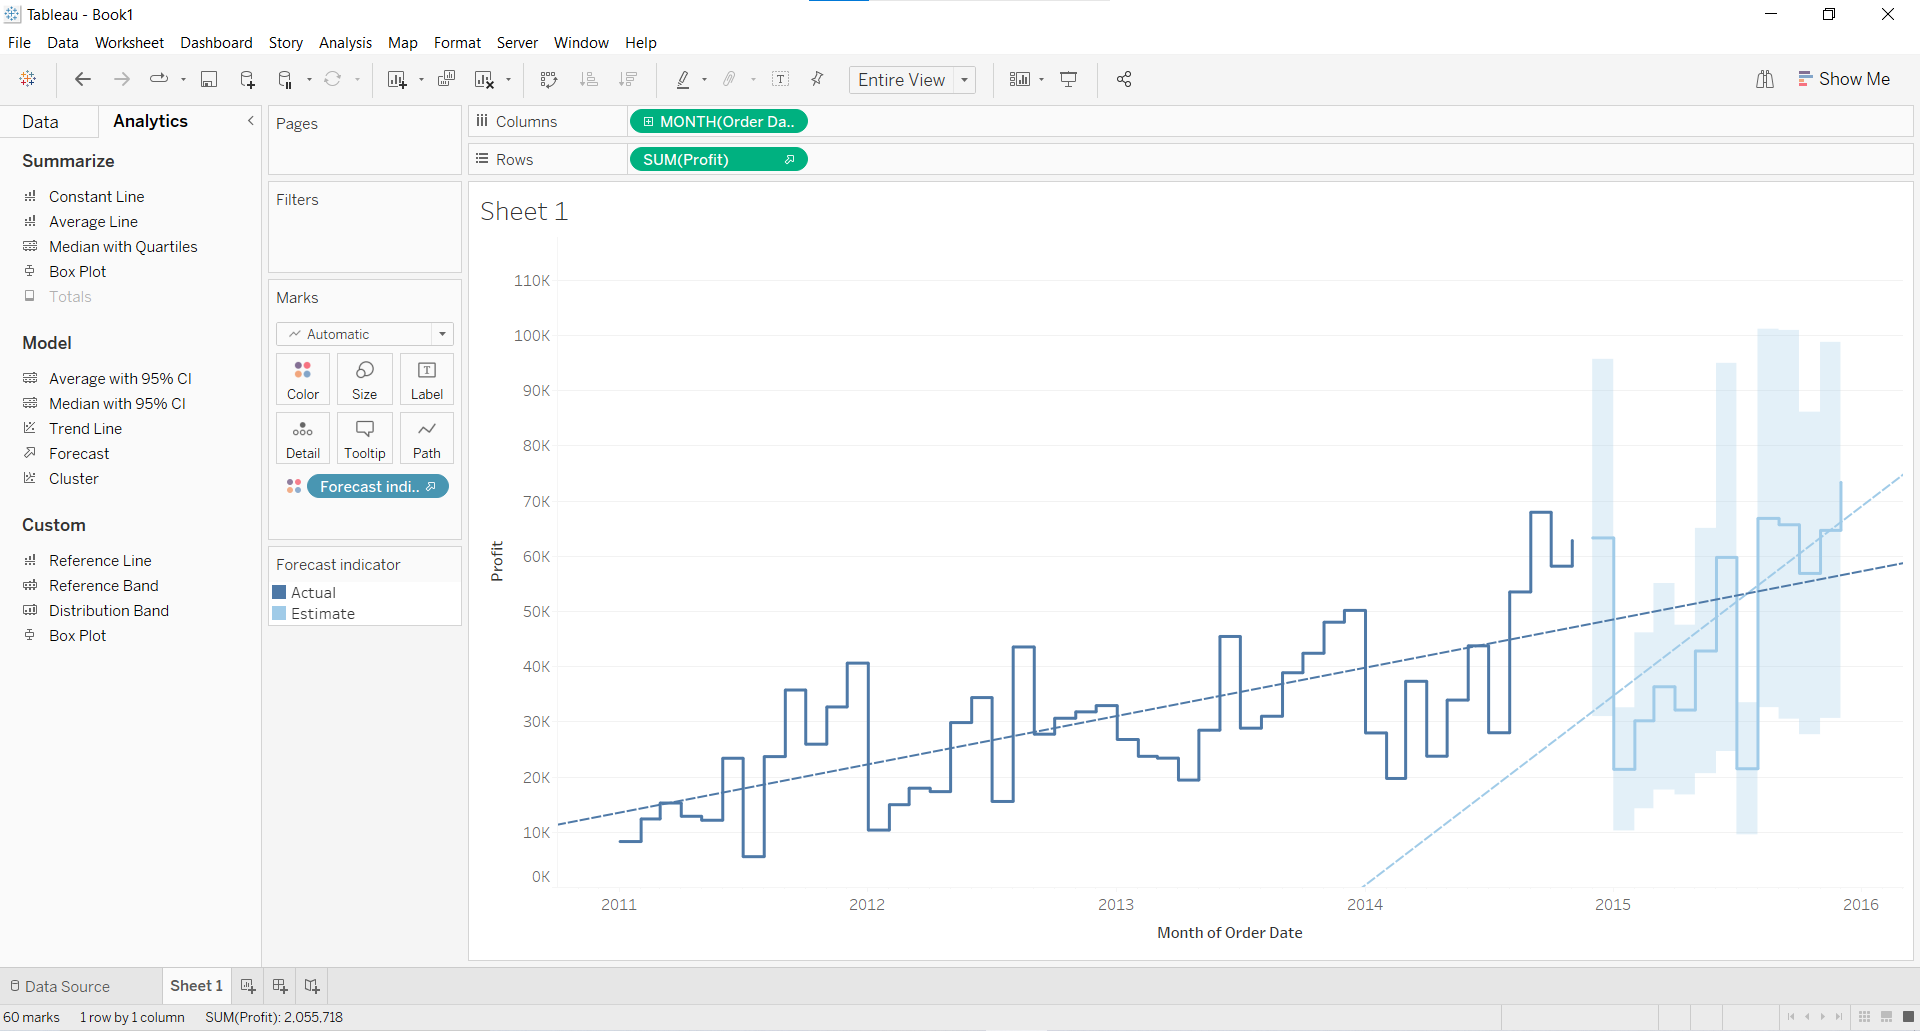 Tableau - Book1
File Data Worksheet Dashboard Story Analysis Map Format Server Window Help
Entire View
Show Me
Data Analytics
Summarize
Constant Line
Average Line
Median with Quartiles
Box Plot
Totals
Model
Average with 95% CI
Median with 95% CI
Trend Line
Forecast
Cluster
Custom
Reference Line
Reference Band
Distribution Band
Box Plot
Pages
Filters
Marks
Automatic
Color Size Label
Detail Tooltip Path
Forecast indi..
Forecast indicator
Actual
Estimate
Columns MONTH(Order Da..
Rows SUM(Profit)
Sheet 1
110K
100K
90K
80K
70K
60K
50K
40K
30K
20K
10K
0K
Profit
2011 2012 2013 2014 2015 2016
Month of Order Date
Data Source Sheet 1
60 marks 1 row by 1 column SUM(Profit): 2,055,718